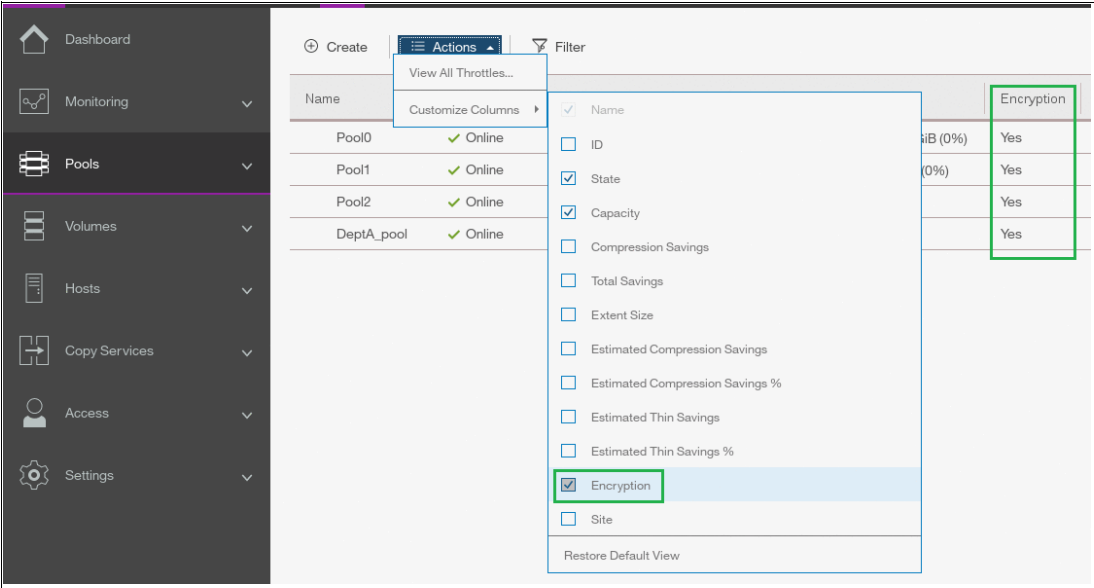 Dashboard
Monitoring
Pools
Volumes
Hosts
Copy Services
Access
Settings
Create Actions Filter
View All Throttles...
Customize Columns
Name Encryption
Pool0 Online iB (0%) Yes
Pool1 Online (0%) Yes
Pool2 Online Yes
DeptA_pool Online Yes
Name
ID
State
Capacity
Compression Savings
Total Savings
Extent Size
Estimated Compression Savings
Estimated Compression Savings %
Estimated Thin Savings
Estimated Thin Savings %
Encryption
Site
Restore Default View